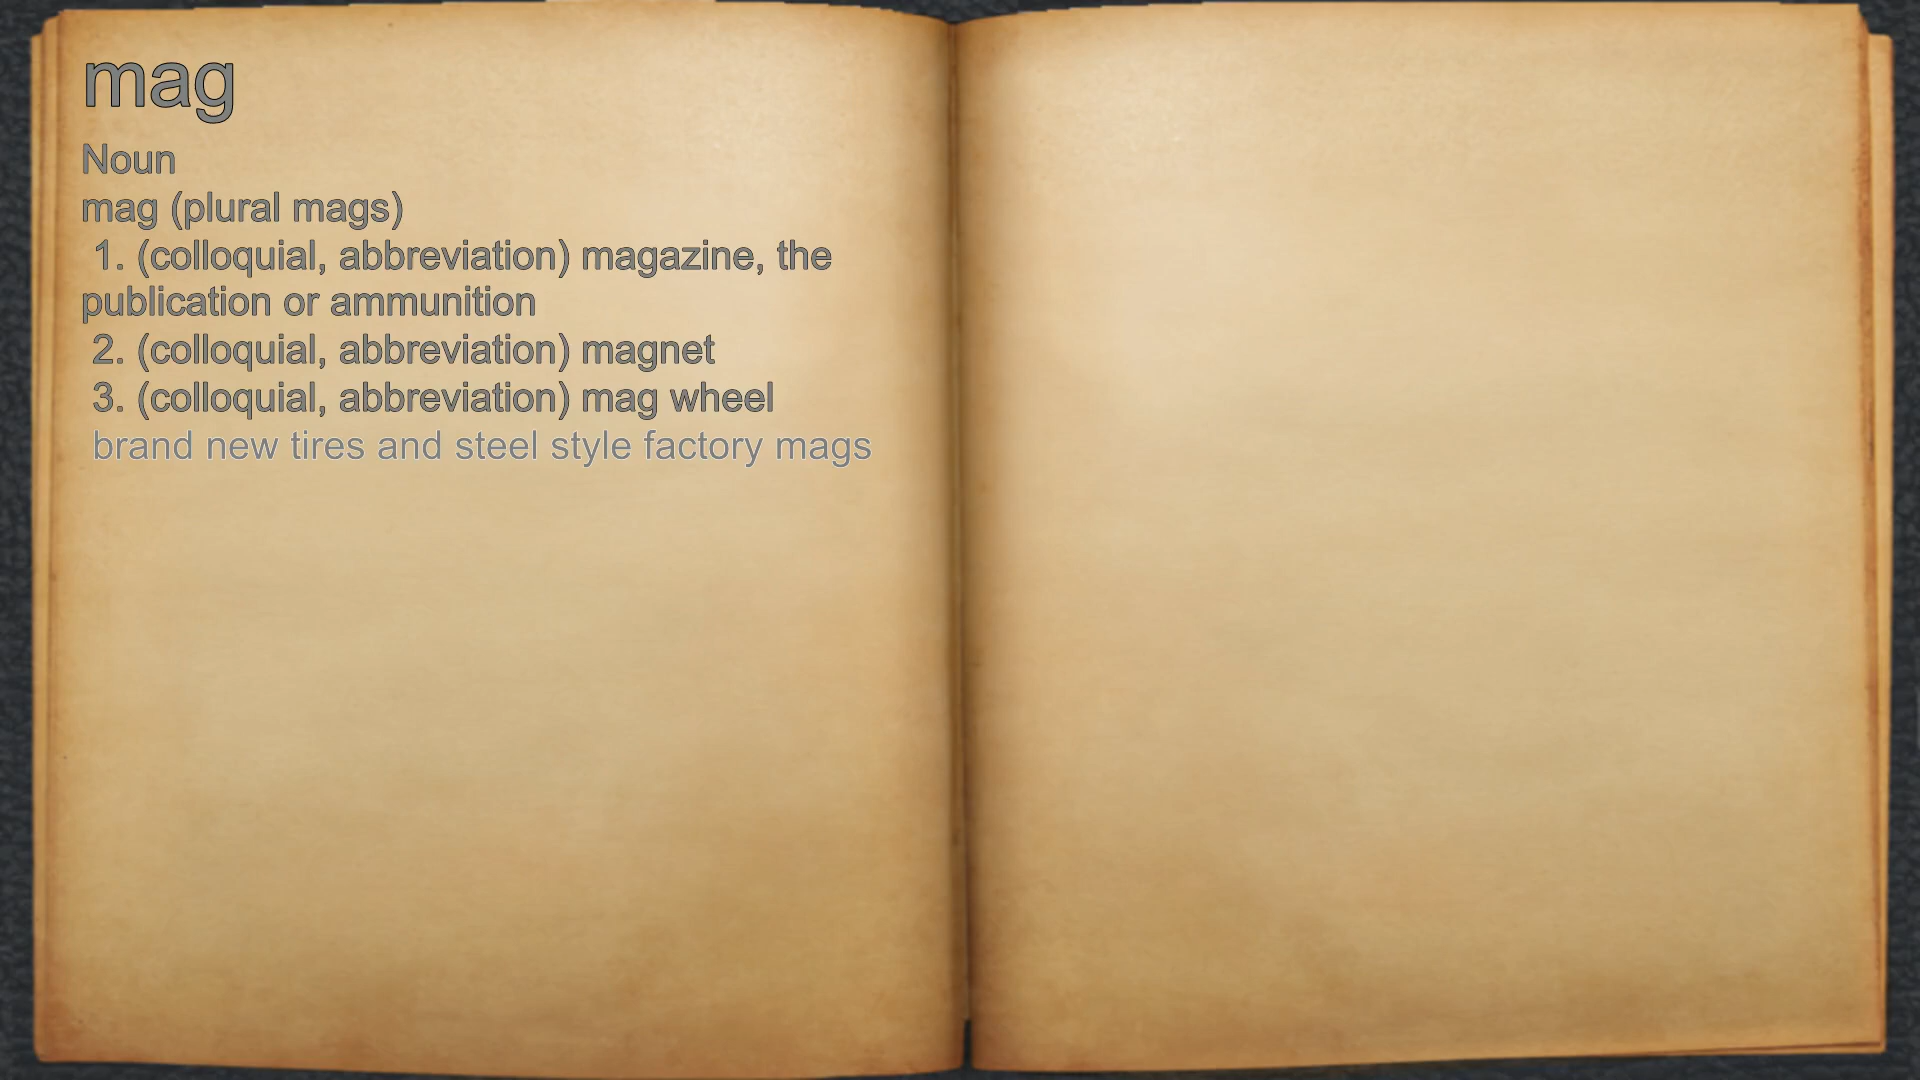 mag
Noun
mag (plural mags)
1. (colloquial, abbreviation) magazine, the
publication or ammunition
2. (colloquial, abbreviation) magnet
3. (colloquial, abbreviation) mag wheel
brand new tires and steel style factory mags